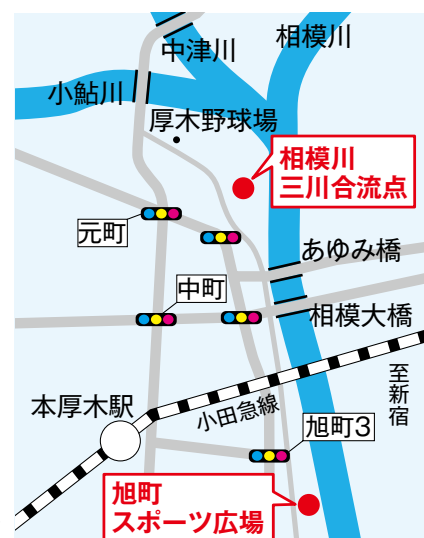 中津川
相模川
小鮎川
厚木野球場
相模川
三川合流点
元町
あゆみ橋
中町
相模大橋
至新宿
本厚木駅
小田急線
旭町3
旭町
スポーツ広場